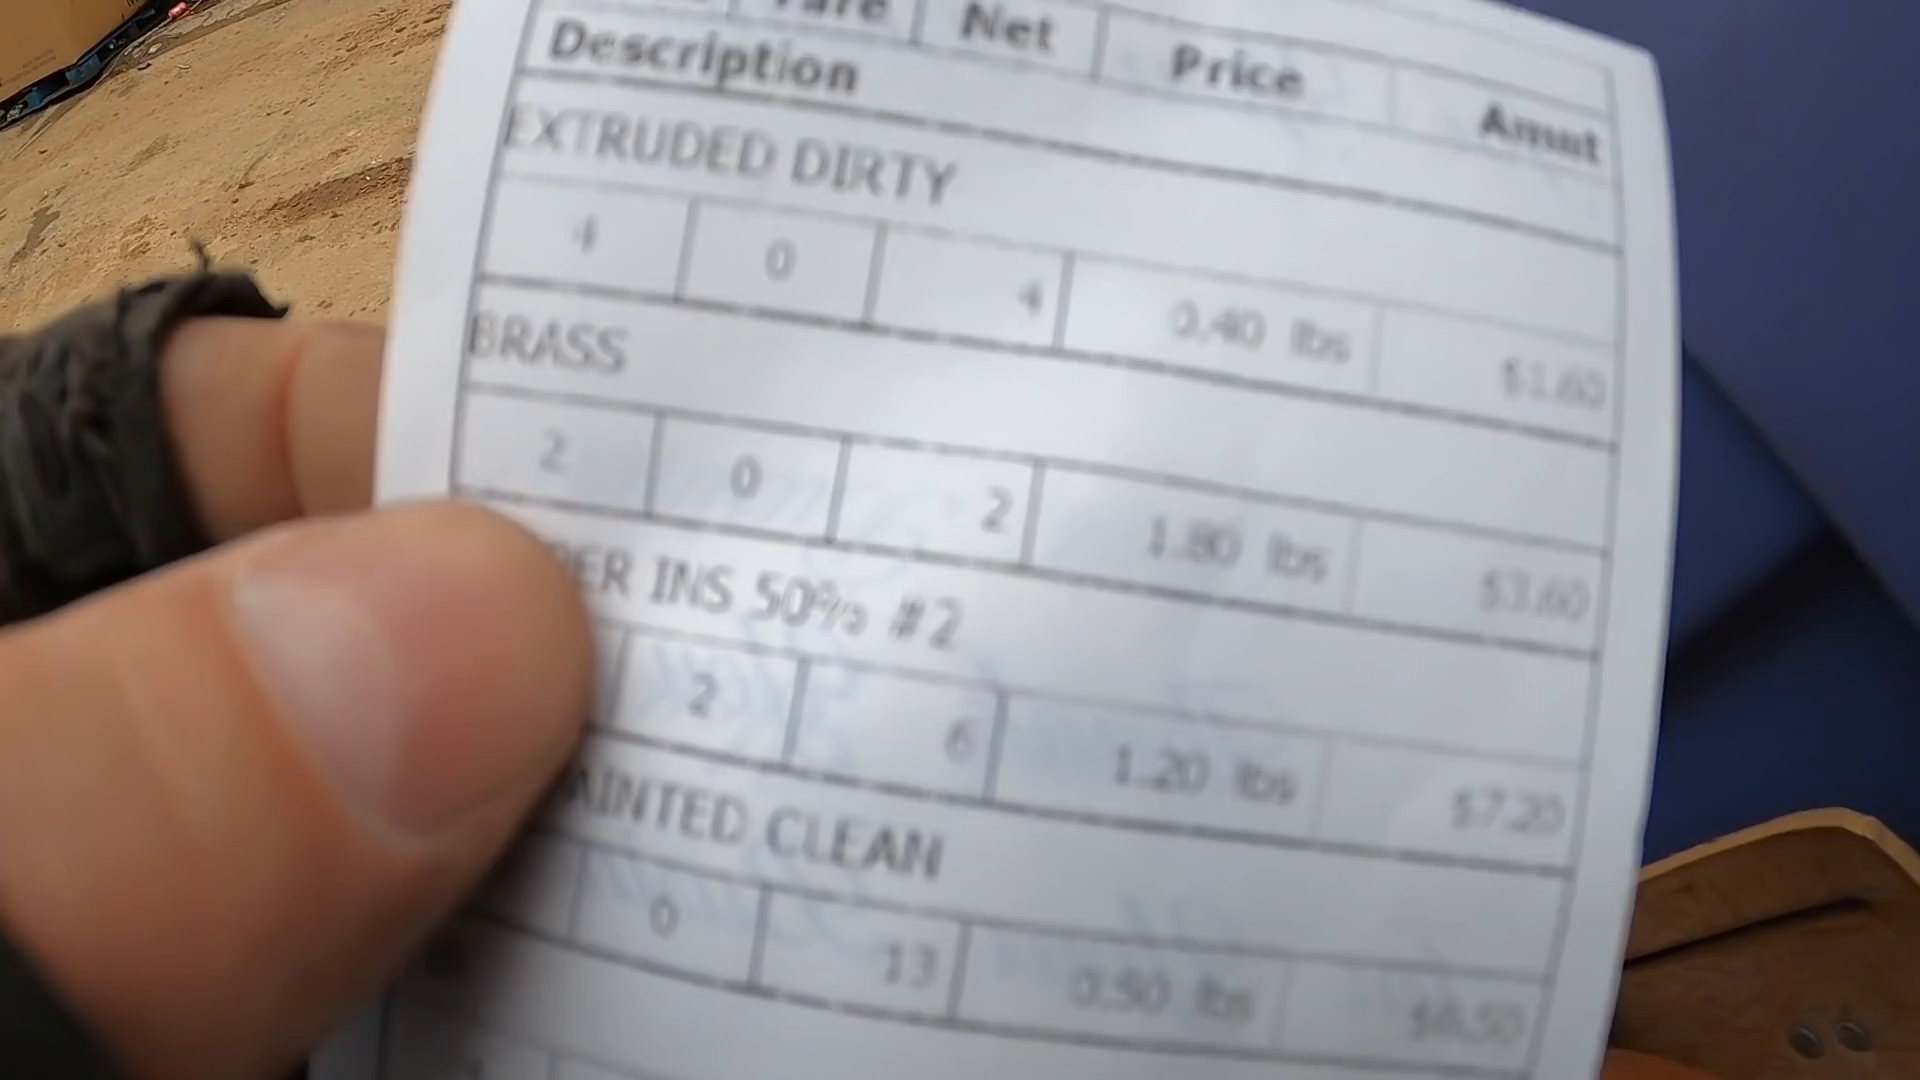 Tare Net Price Amnt
Description
EXTRUDED DIRTY
4 0 4 0.40 lbs $1.60
BRASS
2 0 2 1.80 lbs $3.60
PER INS 50% #2
2 6 1.20 lbs $7.20
AINTED CLEAN
0 13 0.50 lbs $6.50